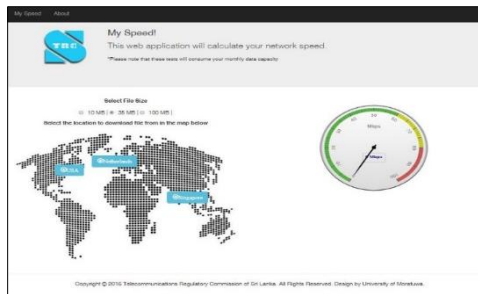 My Speed About
TRC
My Speed!
This web application will calculate your network speed.
*Please note that these tests will consume your monthly data capacity
Select File Size
10 MB | 35 MB | 100 MB |
Select the location to download file from in the map below
USA
Singapore
Mbps
Mbps
Copyright © 2016 Telecommunications Regulatory Commission of Sri Lanka. All Rights Reserved. Design by University of Moratuwa.